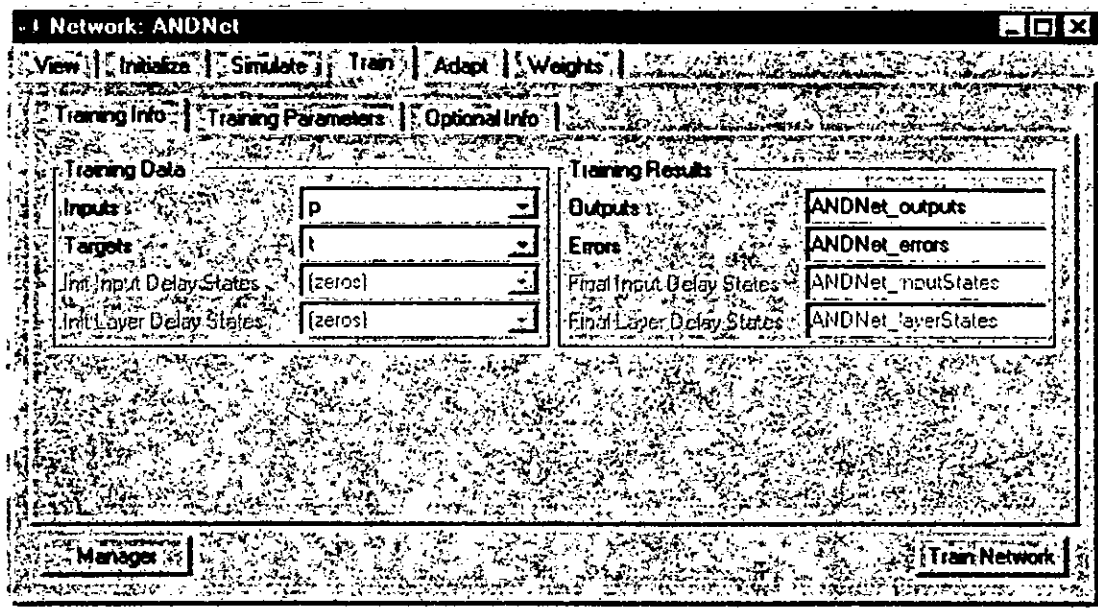 Network: ANDNet
View Initialize Simulate Train Adapt Weights
Training Info Training Parameters Optional Info
Training Data
Inputs p
Targets t
Init Input Delay States (zeros)
Init Layer Delay States (zeros)
Training Results
Outputs ANDNet_outputs
Errors ANDNet_errors
Final Input Delay States ANDNet_inputStates
Final Layer Delay States ANDNet_layerStates
Manager
Train Network